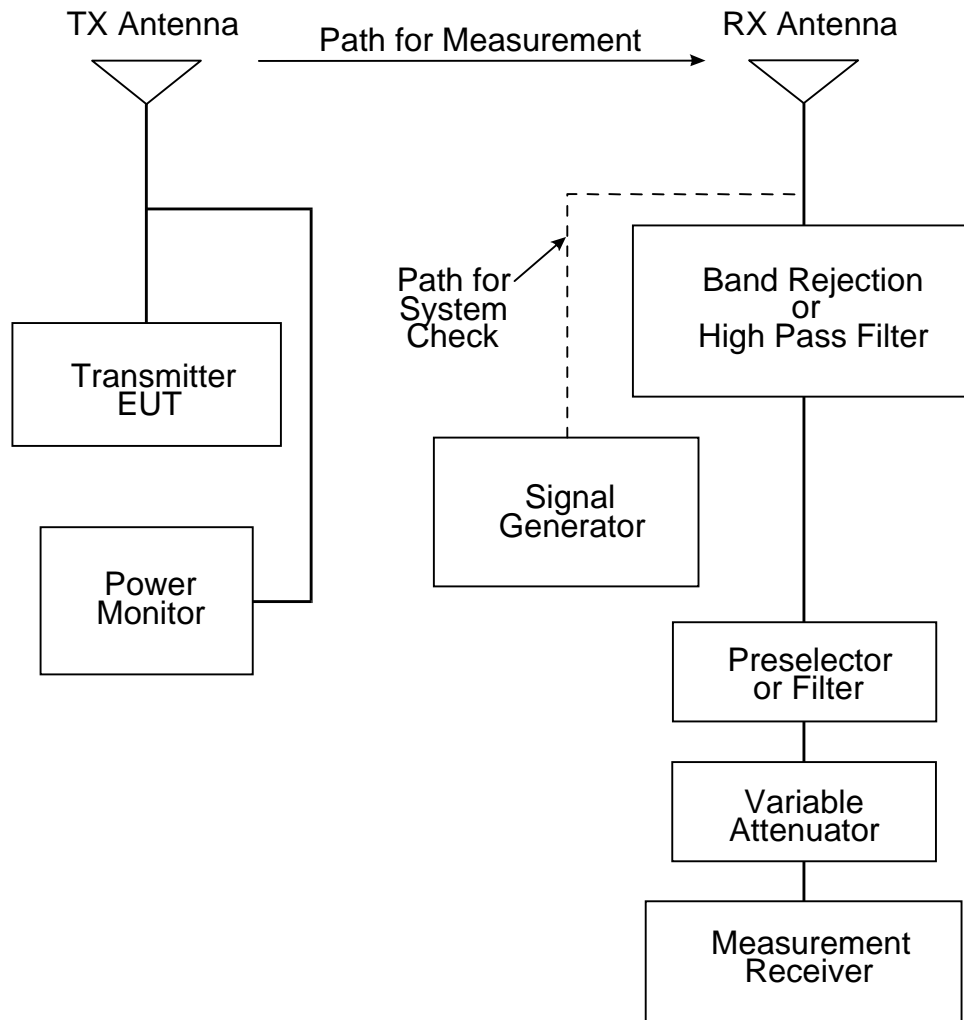 TX Antenna
Path for Measurement
RX Antenna
Path for
System
Check
Band Rejection
or
High Pass Filter
Transmitter
EUT
Signal
Generator
Power
Monitor
Preselector
or Filter
Variable
Attenuator
Measurement
Receiver